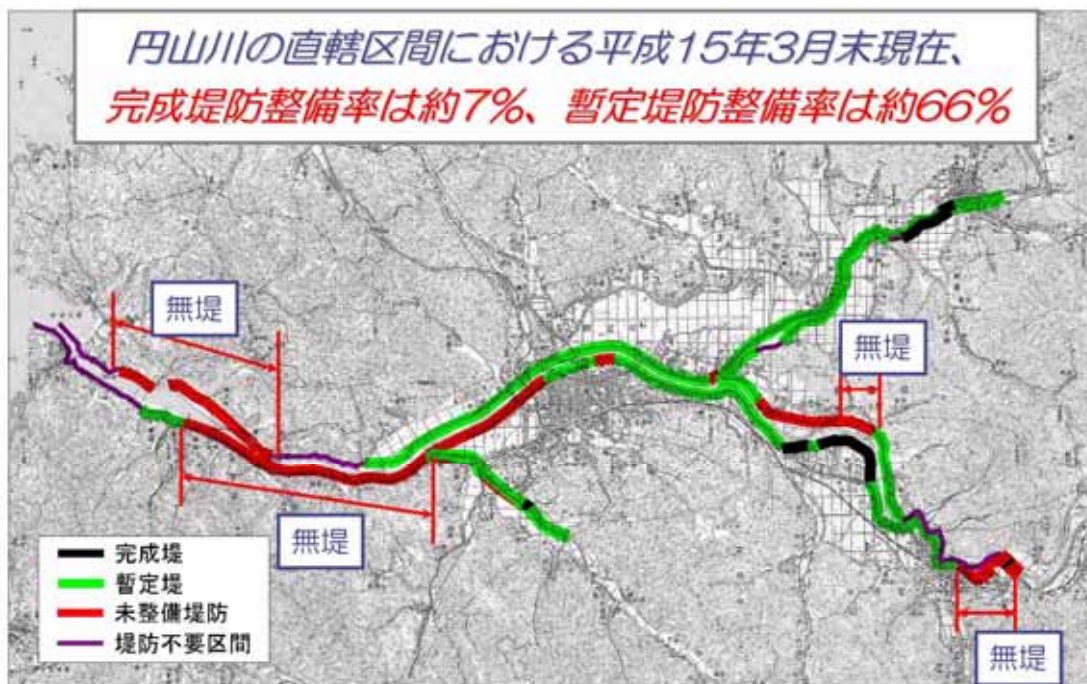 円山川の直轄区間における平成15年3月末現在、
完成堤防整備率は約7%、暫定堤防整備率は約66%
無堤
無堤
無堤
無堤
完成堤
暫定堤
未整備堤防
堤防不要区間